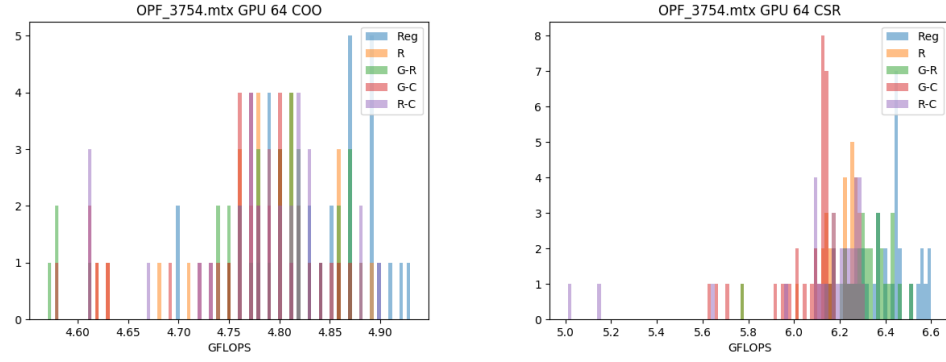 OPF_3754.mtx GPU 64 COO
5
4
3
2
1
0
Reg
R
G-R
G-C
R-C
4.60
4.65
4.70
4.75
4.80
4.85
4.90
GFLOPS
OPF_3754.mtx GPU 64 CSR
8
7
6
5
4
3
2
1
0
Reg
R
G-R
G-C
R-C
5.0
5.2
5.4
5.6
5.8
6.0
6.2
6.4
6.6
GFLOPS